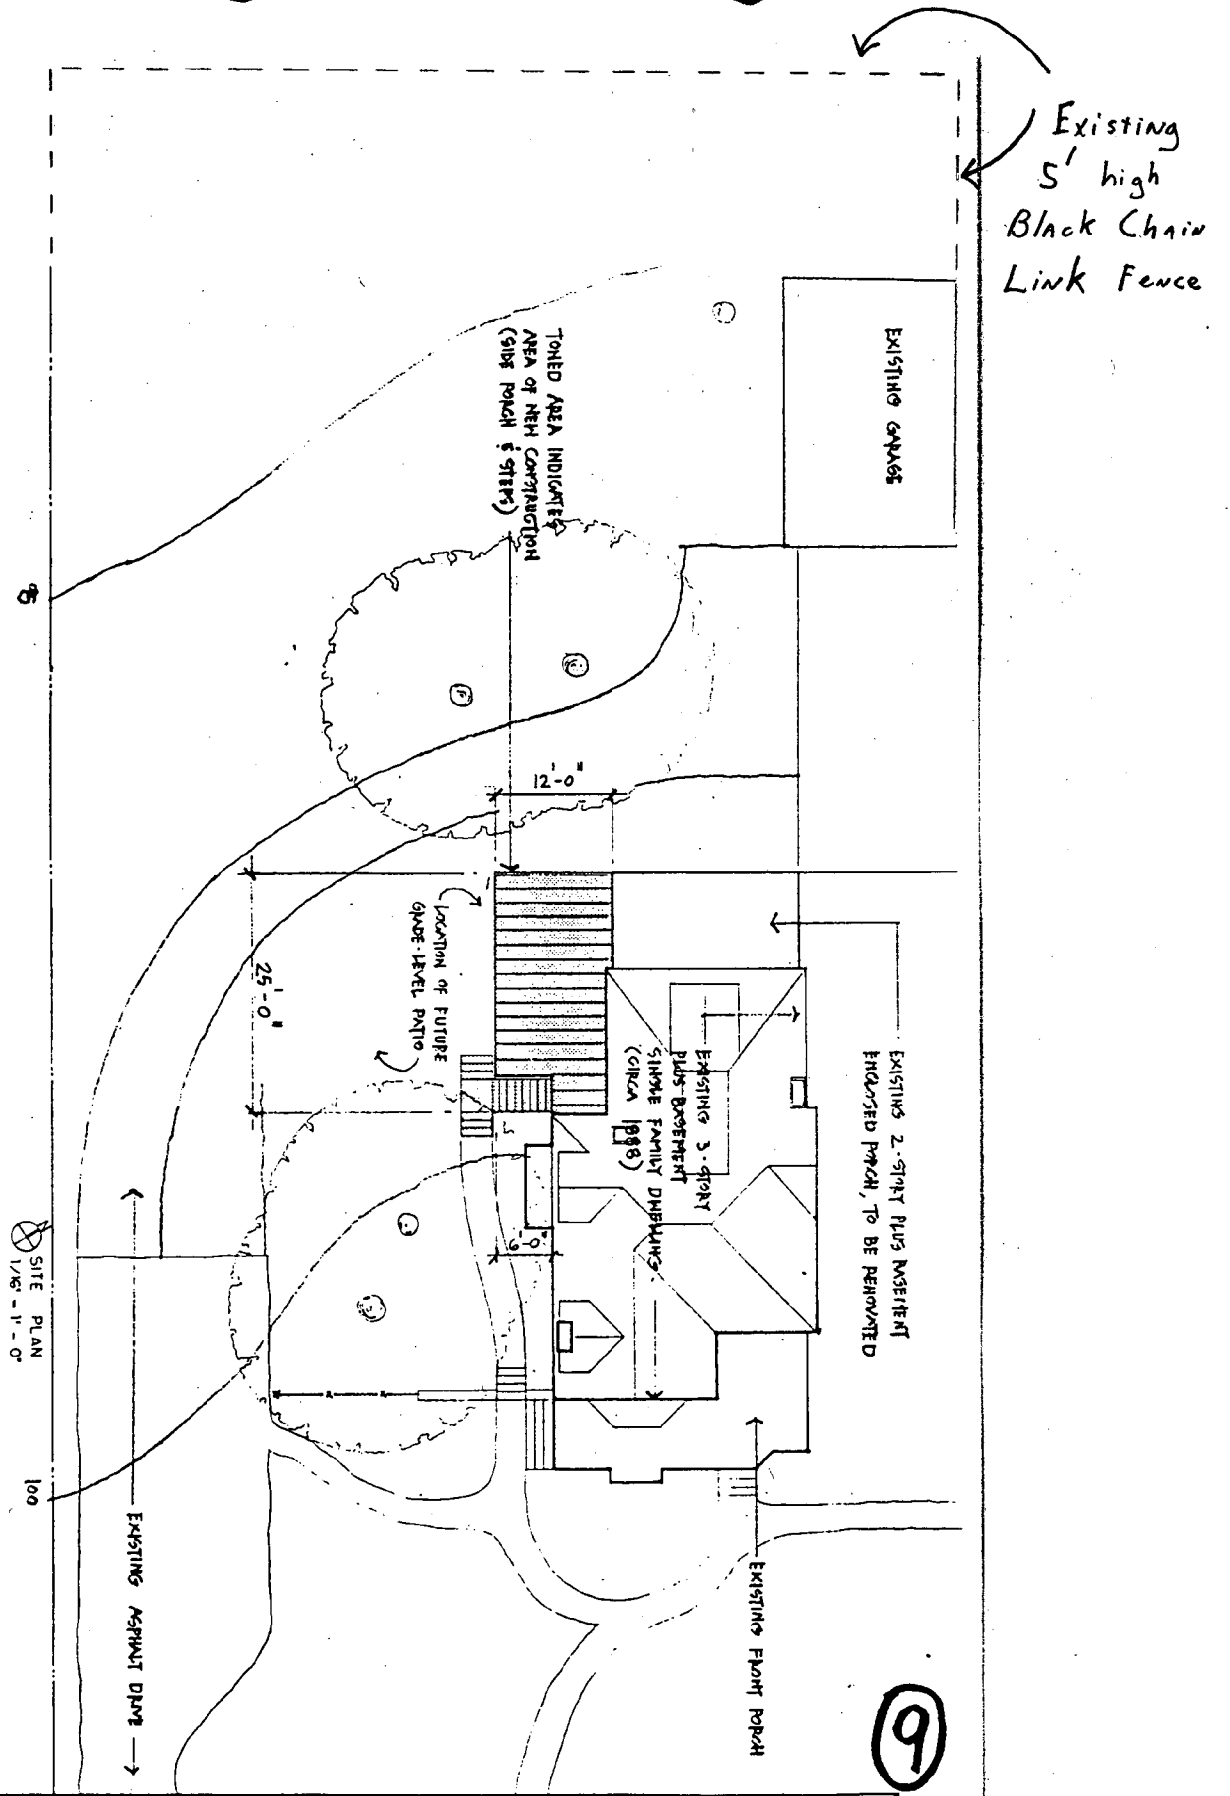 Existing
5' high
Black Chain
Link Fence
EXISTING GARAGE
TONED AREA INDICATES
AREA OF NEW CONSTRUCTION
(SIDE PORCH & STEPS)
12'-0"
95
LOCATION OF FUTURE
GRADE-LEVEL PATIO
25'-0"
EXISTING 2-STORY PLUS BASEMENT
ENCLOSED PORCH, TO BE RENOVATED
EXISTING 3-STORY
PLUS BASEMENT
SINGLE FAMILY DWELLING
(CIRCA 1888)
6'-0"
SITE PLAN
1/16" = 1'-0"
100
EXISTING ASPHALT DRIVE
EXISTING FRONT PORCH
9